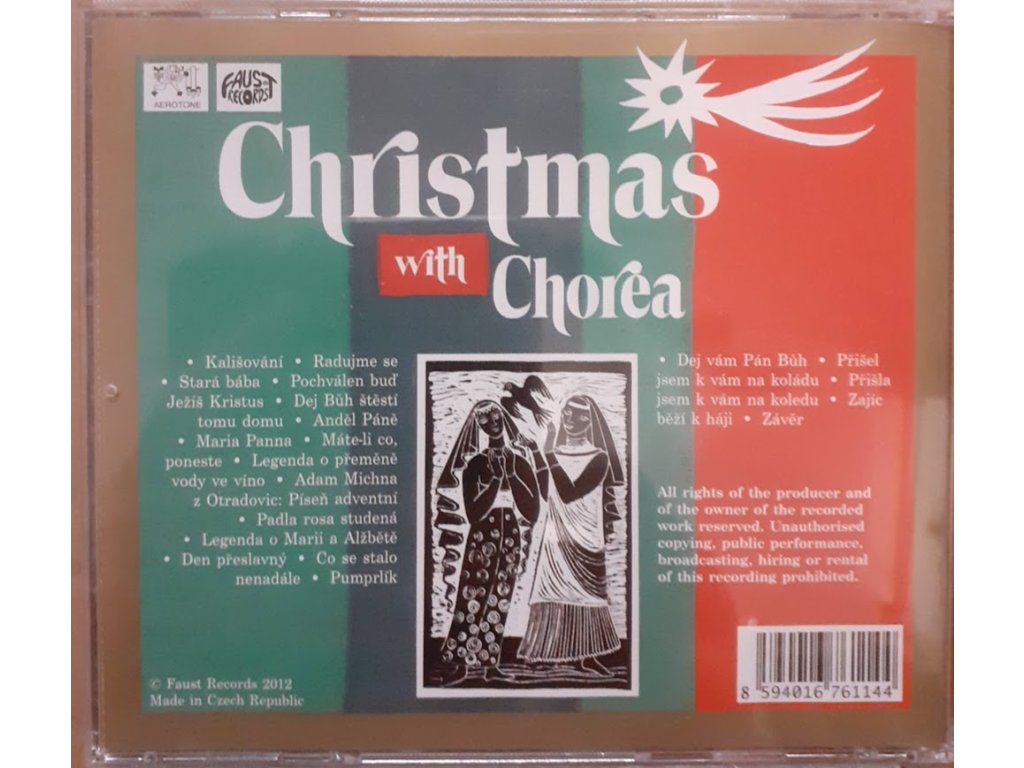 AEROTONE
FAUST
RECORDS
Christmas
with Chorea
• Kališování • Radujme se
• Stará bába • Pochválen buď
Ježíš Kristus • Dej Bůh štěstí
tomu domu • Anděl Páně
• Maria Panna • Máte-li co,
poneste • Legenda o přeměně
vody ve víno • Adam Michna
z Otradovic: Píseň adventní
• Padla rosa studená
• Legenda o Marii a Alžbětě
• Den přeslavný • Co se stalo
nenadále • Pumprlík
• Dej vám Pán Bůh • Přišel
jsem k vám na koládu • Přišla
jsem k vám na koledu • Zajíc
běží k háji • Závěr
All rights of the producer and
of the owner of the recorded
work reserved. Unauthorised
copying, public performance,
broadcasting, hiring or rental
of this recording prohibited.
© Faust Records 2012
Made in Czech Republic
8 594016 761144